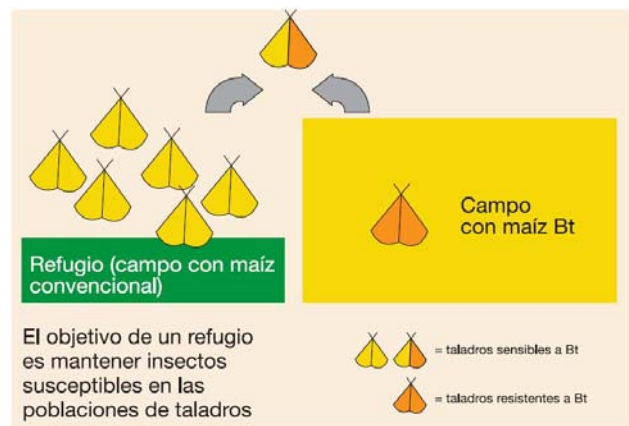 Refugio (campo con maíz
convencional)
Campo
con maíz Bt
El objetivo de un refugio
es mantener insectos
susceptibles en las
poblaciones de taladros
= taladros sensibles a Bt
= taladros resistentes a Bt